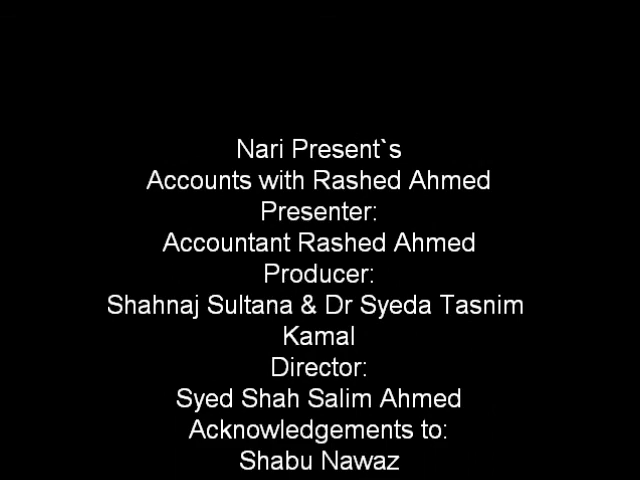 Nari Present`s
Accounts with Rashed Ahmed
Presenter:
Accountant Rashed Ahmed
Producer:
Shahnaj Sultana & Dr Syeda Tasnim
Kamal
Director:
Syed Shah Salim Ahmed
Acknowledgements to:
Shabu Nawaz